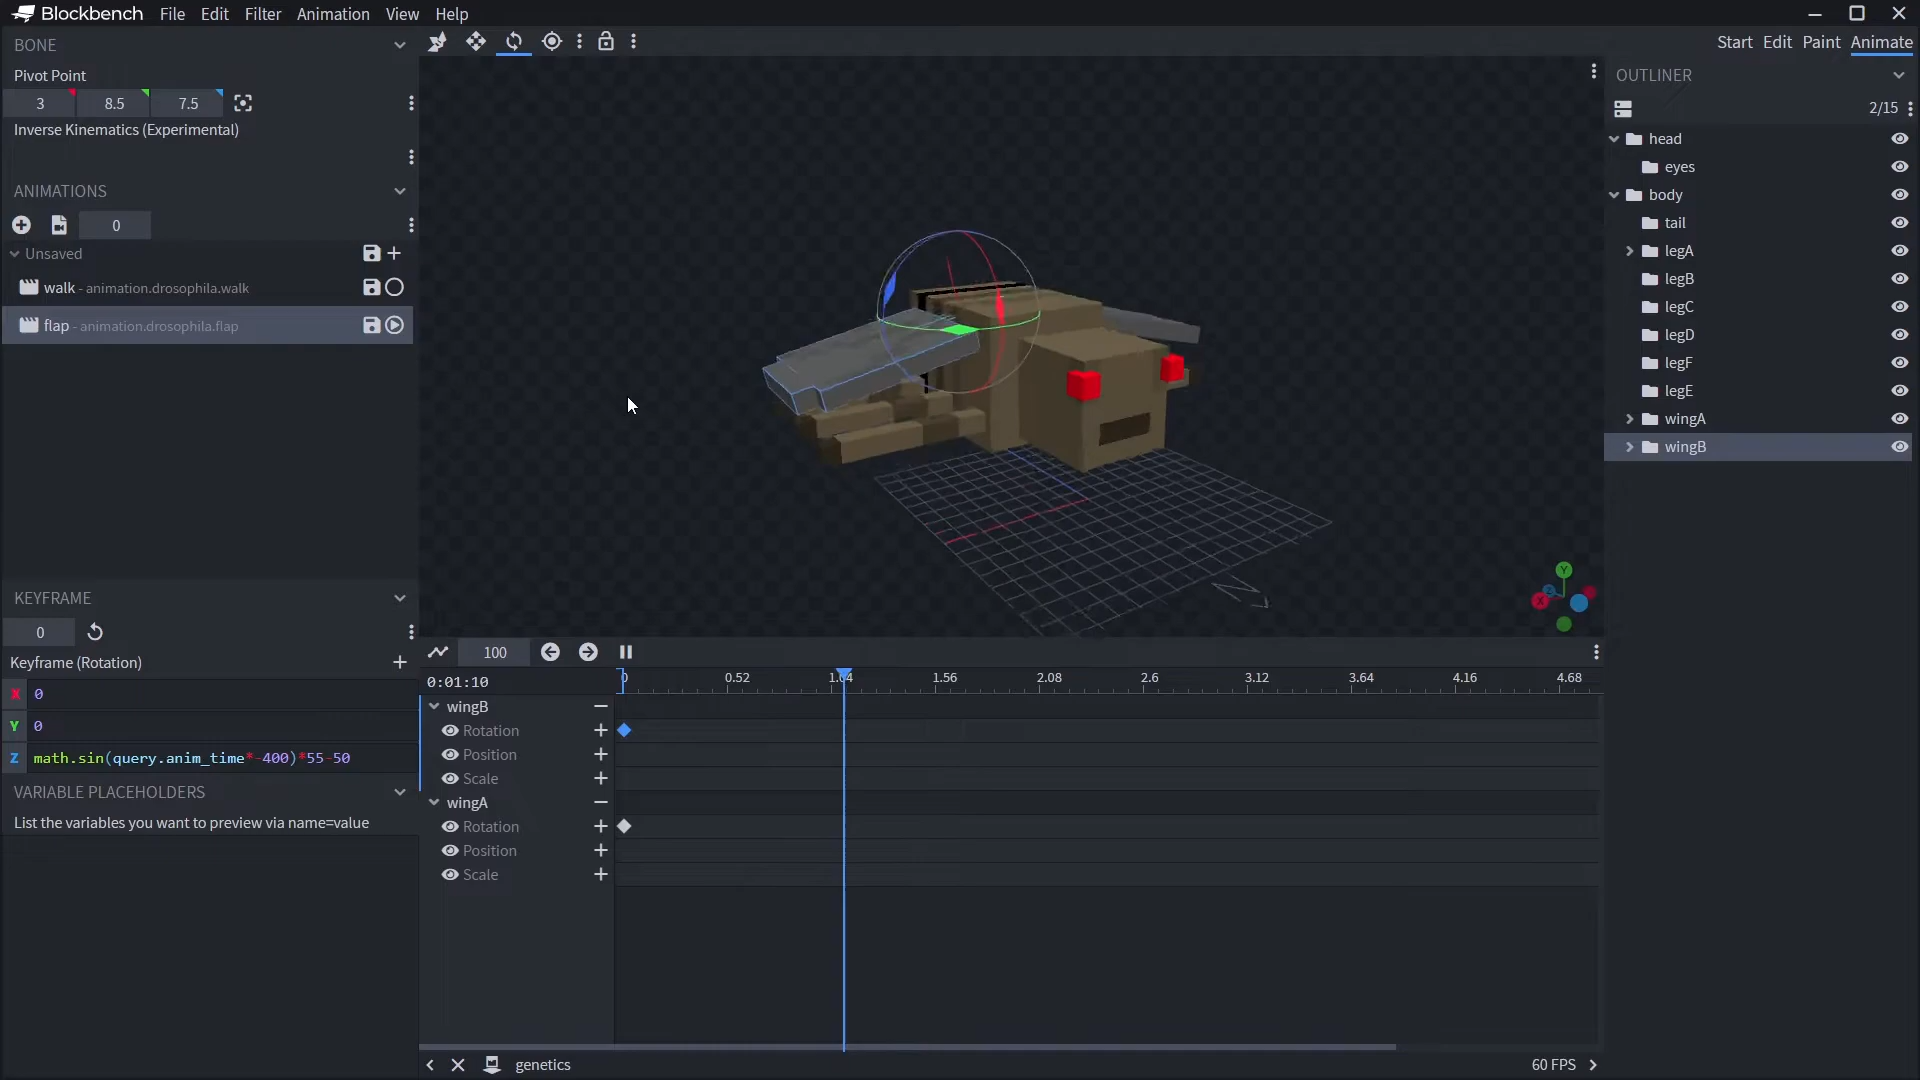 Blockbench File Edit Filter Animation View Help
Start Edit Paint Animate
BONE
Pivot Point
3 8.5 7.5
Inverse Kinematics (Experimental)
ANIMATIONS
0
Unsaved
walk - animation.drosophila.walk
flap - animation.drosophila.flap
KEYFRAME
0
Keyframe (Rotation)
X 0
Y 0
Z math.sin(query.anim_time*-400)*55-50
VARIABLE PLACEHOLDERS
List the variables you want to preview via name=value
Y
X
100
0:01:10
0 0.52 1.04 1.56 2.08 2.6 3.12 3.64 4.16 4.68
wingB
Rotation
Position
Scale
wingA
Rotation
Position
Scale
genetics
60 FPS
OUTLINER
2/15
head
eyes
body
tail
legA
legB
legC
legD
legF
legE
wingA
wingB